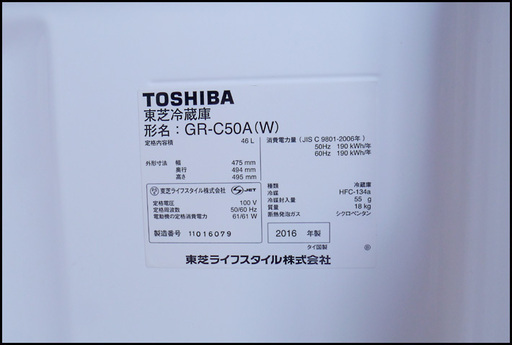 TOSHIBA
東芝冷蔵庫
形名：GR-C50A(W)
定格内容積 46 L
外形寸法 幅 475 mm
奥行 494 mm
高さ 495 mm
東芝ライフスタイル株式会社 JET
定格電圧 100 V
定格周波数 50/60 Hz
電動機の定格消費電力 61/61 W
製造番号 11016079
消費電力量 (JIS C 9801-2006年)
50Hz 190 kWh/年
60Hz 190 kWh/年
種類 冷蔵庫
冷媒 HFC-134a
冷媒封入量 55 g
質量 18 kg
断熱発泡ガス シクロペンタン
2016 年製
タイ国製
東芝ライフスタイル株式会社